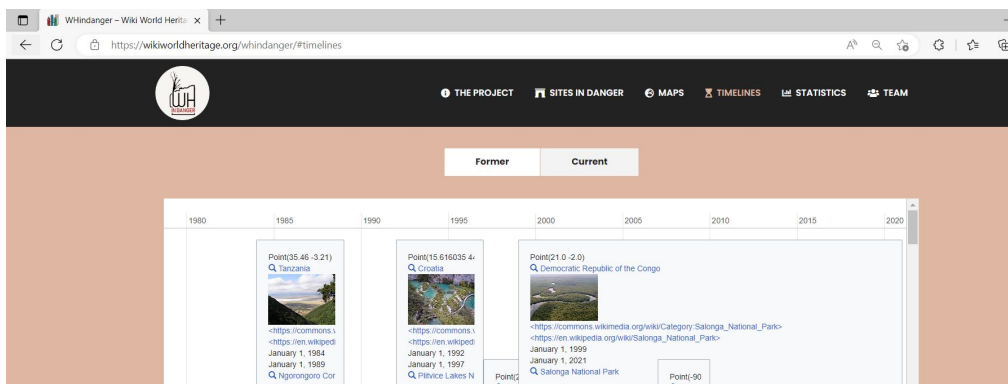 WHindanger – Wiki World Herita
https://wikiworldheritage.org/whindanger/#timelines
WH
IN DANGER
THE PROJECT
SITES IN DANGER
MAPS
TIMELINES
STATISTICS
TEAM
Former
Current
1980
1985
1990
1995
2000
2005
2010
2015
2020
Point(35.46 -3.21)
Tanzania
<https://commons.
<https://en.wikipedi
January 1, 1984
January 1, 1989
Ngorongoro Cor
Point(15.616035 4
Croatia
<https://commons.
<https://en.wikipedi
January 1, 1992
January 1, 1997
Plitvice Lakes N
Point(2
Point(21.0 -2.0)
Democratic Republic of the Congo
<https://commons.wikimedia.org/wiki/Category:Salonga_National_Park>
<https://en.wikipedia.org/wiki/Salonga_National_Park>
January 1, 1999
January 1, 2021
Salonga National Park
Point(-90